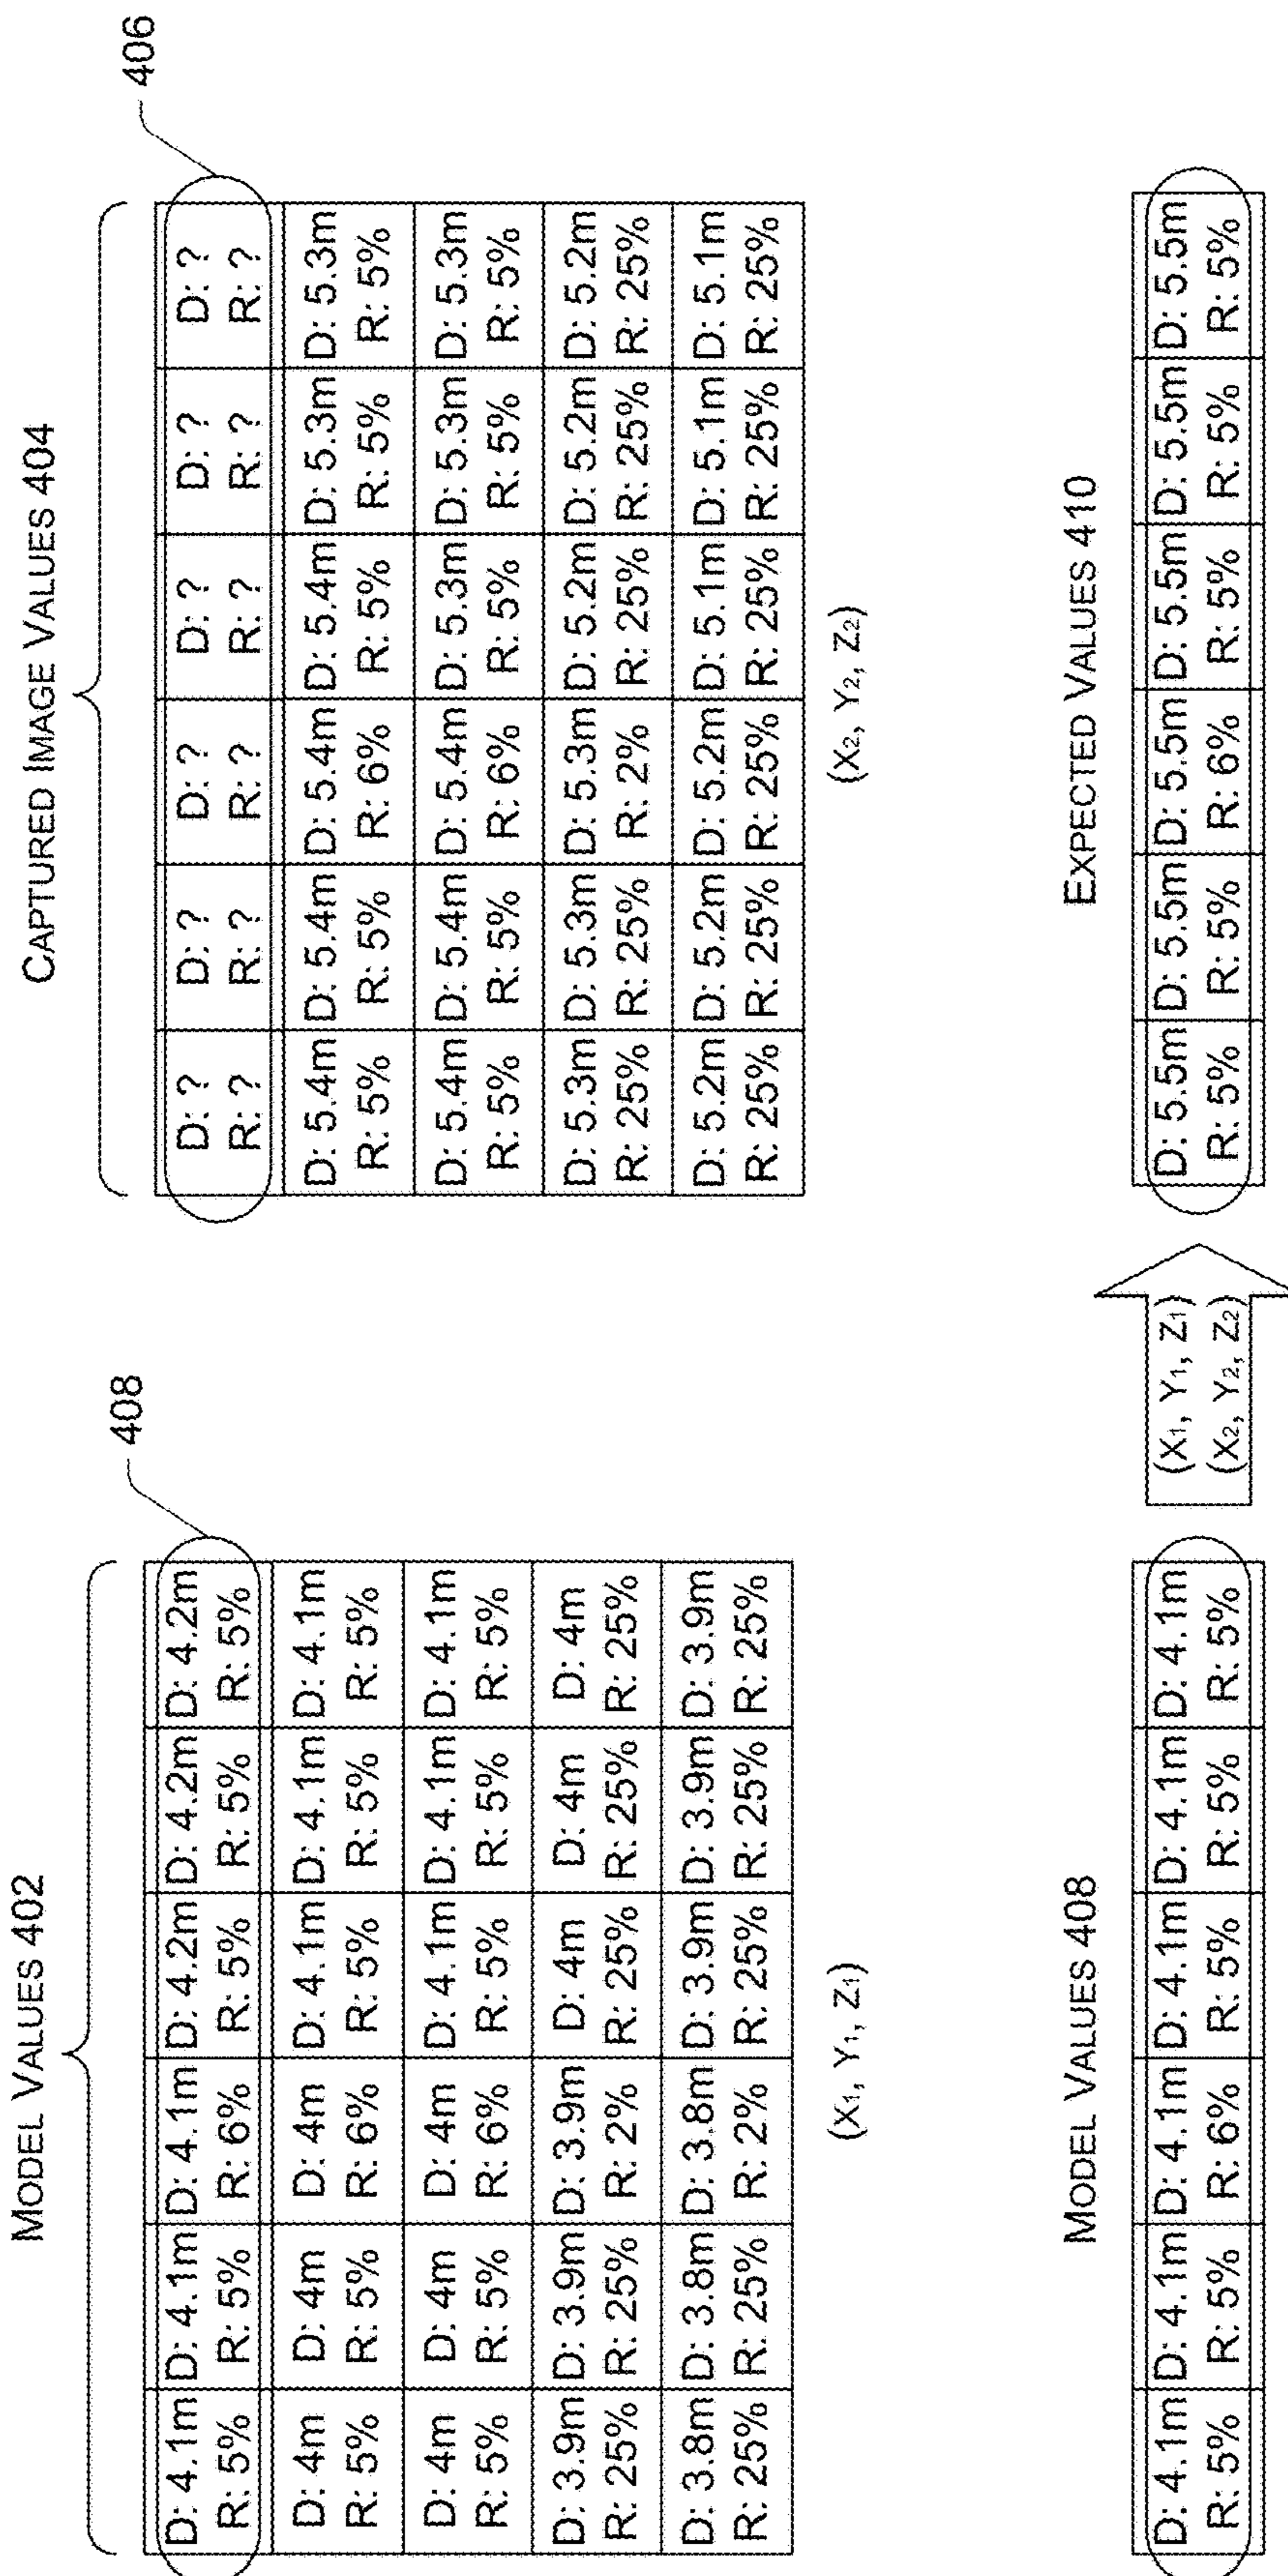 MODEL VALUES 402
408
D: 4.1m D: 4.1m D: 4.1m D: 4.2m D: 4.2m D: 4.2m
R: 5% R: 5% R: 6% R: 5% R: 5% R: 5%
D: 4m D: 4m D: 4m D: 4.1m D: 4.1m D: 4.1m
R: 5% R: 5% R: 6% R: 5% R: 5% R: 5%
D: 4m D: 4m D: 4m D: 4.1m D: 4.1m D: 4.1m
R: 5% R: 5% R: 6% R: 5% R: 5% R: 5%
D: 3.9m D: 3.9m D: 3.9m D: 4m D: 4m D: 4m
R: 25% R: 25% R: 2% R: 25% R: 25% R: 25%
D: 3.8m D: 3.8m D: 3.8m D: 3.9m D: 3.9m D: 3.9m
R: 25% R: 25% R: 2% R: 25% R: 25% R: 25%
(X1, Y1, Z1)
CAPTURED IMAGE VALUES 404
406
D: ? D: ? D: ? D: ? D: ? D: ?
R: ? R: ? R: ? R: ? R: ? R: ?
D: 5.4m D: 5.4m D: 5.4m D: 5.4m D: 5.3m D: 5.3m
R: 5% R: 5% R: 6% R: 5% R: 5% R: 5%
D: 5.4m D: 5.4m D: 5.4m D: 5.3m D: 5.3m D: 5.3m
R: 5% R: 5% R: 6% R: 5% R: 5% R: 5%
D: 5.3m D: 5.3m D: 5.3m D: 5.2m D: 5.2m D: 5.2m
R: 25% R: 25% R: 2% R: 25% R: 25% R: 25%
D: 5.2m D: 5.2m D: 5.2m D: 5.1m D: 5.1m D: 5.1m
R: 25% R: 25% R: 25% R: 25% R: 25% R: 25%
(X2, Y2, Z2)
MODEL VALUES 408
D: 4.1m D: 4.1m D: 4.1m D: 4.1m D: 4.1m D: 4.1m
R: 5% R: 5% R: 6% R: 5% R: 5% R: 5%
(X1, Y1, Z1)
(X2, Y2, Z2)
EXPECTED VALUES 410
D: 5.5m D: 5.5m D: 5.5m D: 5.5m D: 5.5m D: 5.5m
R: 5% R: 5% R: 6% R: 5% R: 5% R: 5%